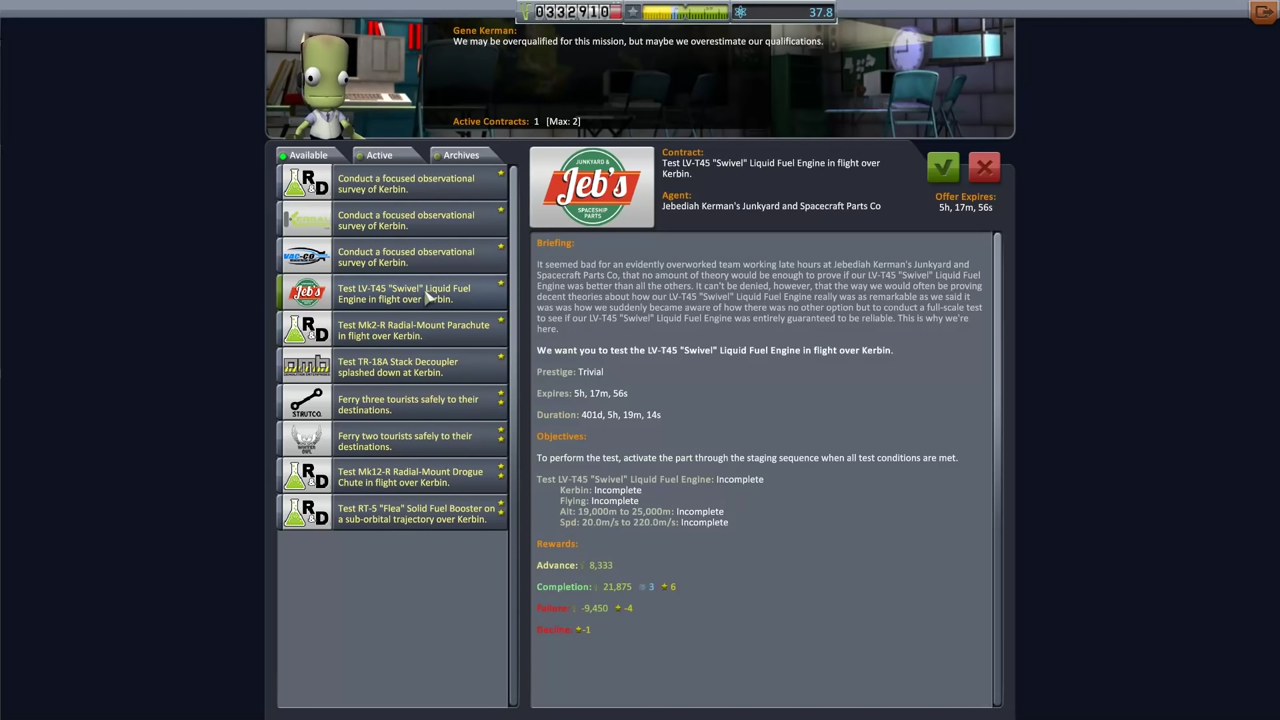 0332910
37.8
Gene Kerman:
We may be overqualified for this mission, but maybe we overestimate our qualifications.
Active Contracts: 1 [Max: 2]
Available
Active
Archives
R&D
Conduct a focused observational
survey of Kerbin.
Conduct a focused observational
survey of Kerbin.
VAC-CO
Conduct a focused observational
survey of Kerbin.
Jeb's
Test LV-T45 "Swivel" Liquid Fuel
Engine in flight over Kerbin.
R&D
Test Mk2-R Radial-Mount Parachute
in flight over Kerbin.
Test TR-18A Stack Decoupler
splashed down at Kerbin.
STRUTCO.
Ferry three tourists safely to their
destinations.
Ferry two tourists safely to their
destinations.
R&D
Test Mk12-R Radial-Mount Drogue
Chute in flight over Kerbin.
R&D
Test RT-5 "Flea" Solid Fuel Booster on
a sub-orbital trajectory over Kerbin.
JUNKYARD &
Jeb's
SPACESHIP
PARTS
Contract:
Test LV-T45 "Swivel" Liquid Fuel Engine in flight over
Kerbin.
Agent:
Jebediah Kerman's Junkyard and Spacecraft Parts Co
Offer Expires:
5h, 17m, 56s
Briefing:
It seemed bad for an evidently overworked team working late hours at Jebediah Kerman's Junkyard and
Spacecraft Parts Co, that no amount of theory would be enough to prove if our LV-T45 "Swivel" Liquid Fuel
Engine was better than all the others. It can't be denied, however, that the way we would often be proving
decent theories about how our LV-T45 "Swivel" Liquid Fuel Engine really was as remarkable as we said it
was was how we suddenly became aware of how there was no other option but to conduct a full-scale test
to see if our LV-T45 "Swivel" Liquid Fuel Engine was entirely guaranteed to be reliable. This is why we're
here.
We want you to test the LV-T45 "Swivel" Liquid Fuel Engine in flight over Kerbin.
Prestige: Trivial
Expires: 5h, 17m, 56s
Duration: 401d, 5h, 19m, 14s
Objectives:
To perform the test, activate the part through the staging sequence when all test conditions are met.
Test LV-T45 "Swivel" Liquid Fuel Engine: Incomplete
Kerbin: Incomplete
Flying: Incomplete
Alt: 19,000m to 25,000m: Incomplete
Spd: 20.0m/s to 220.0m/s: Incomplete
Rewards:
Advance: 8,333
Completion: 21,875 3 6
Failure: -9,450 -4
Decline: -1